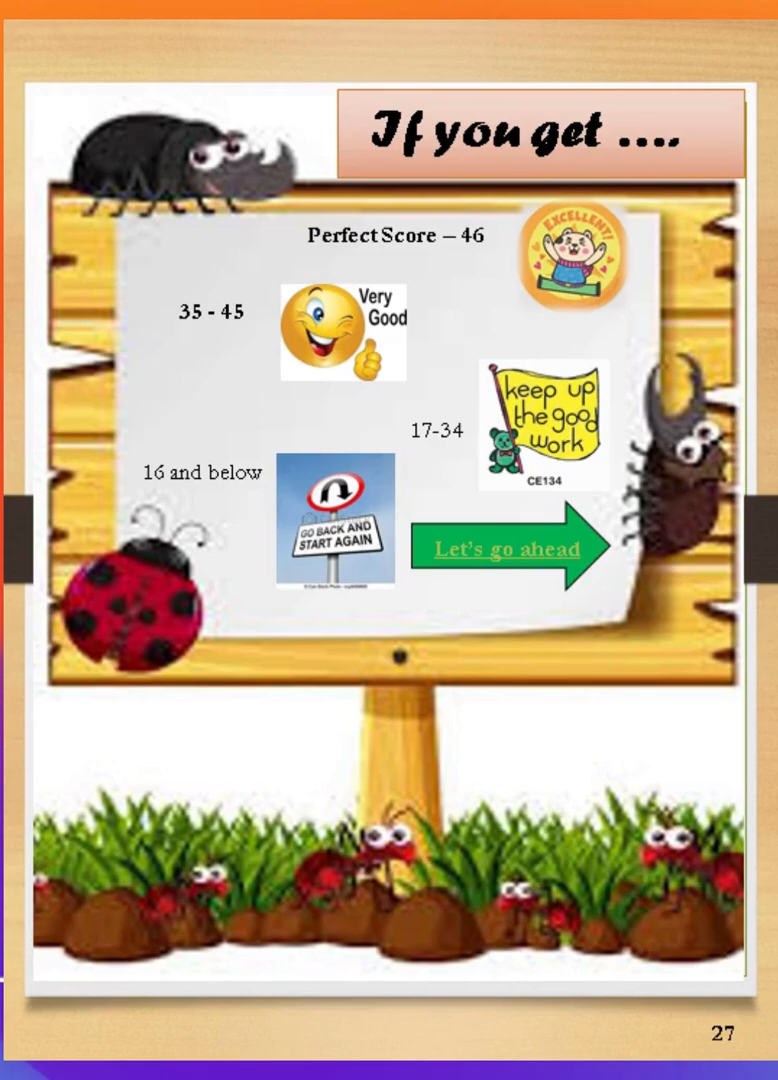 If you get ....
Perfect Score – 46
EXCELLENT!
35 - 45
Very
Good
keep up
the good
work
CE134
17-34
16 and below
GO BACK AND
START AGAIN
Let's go ahead
27